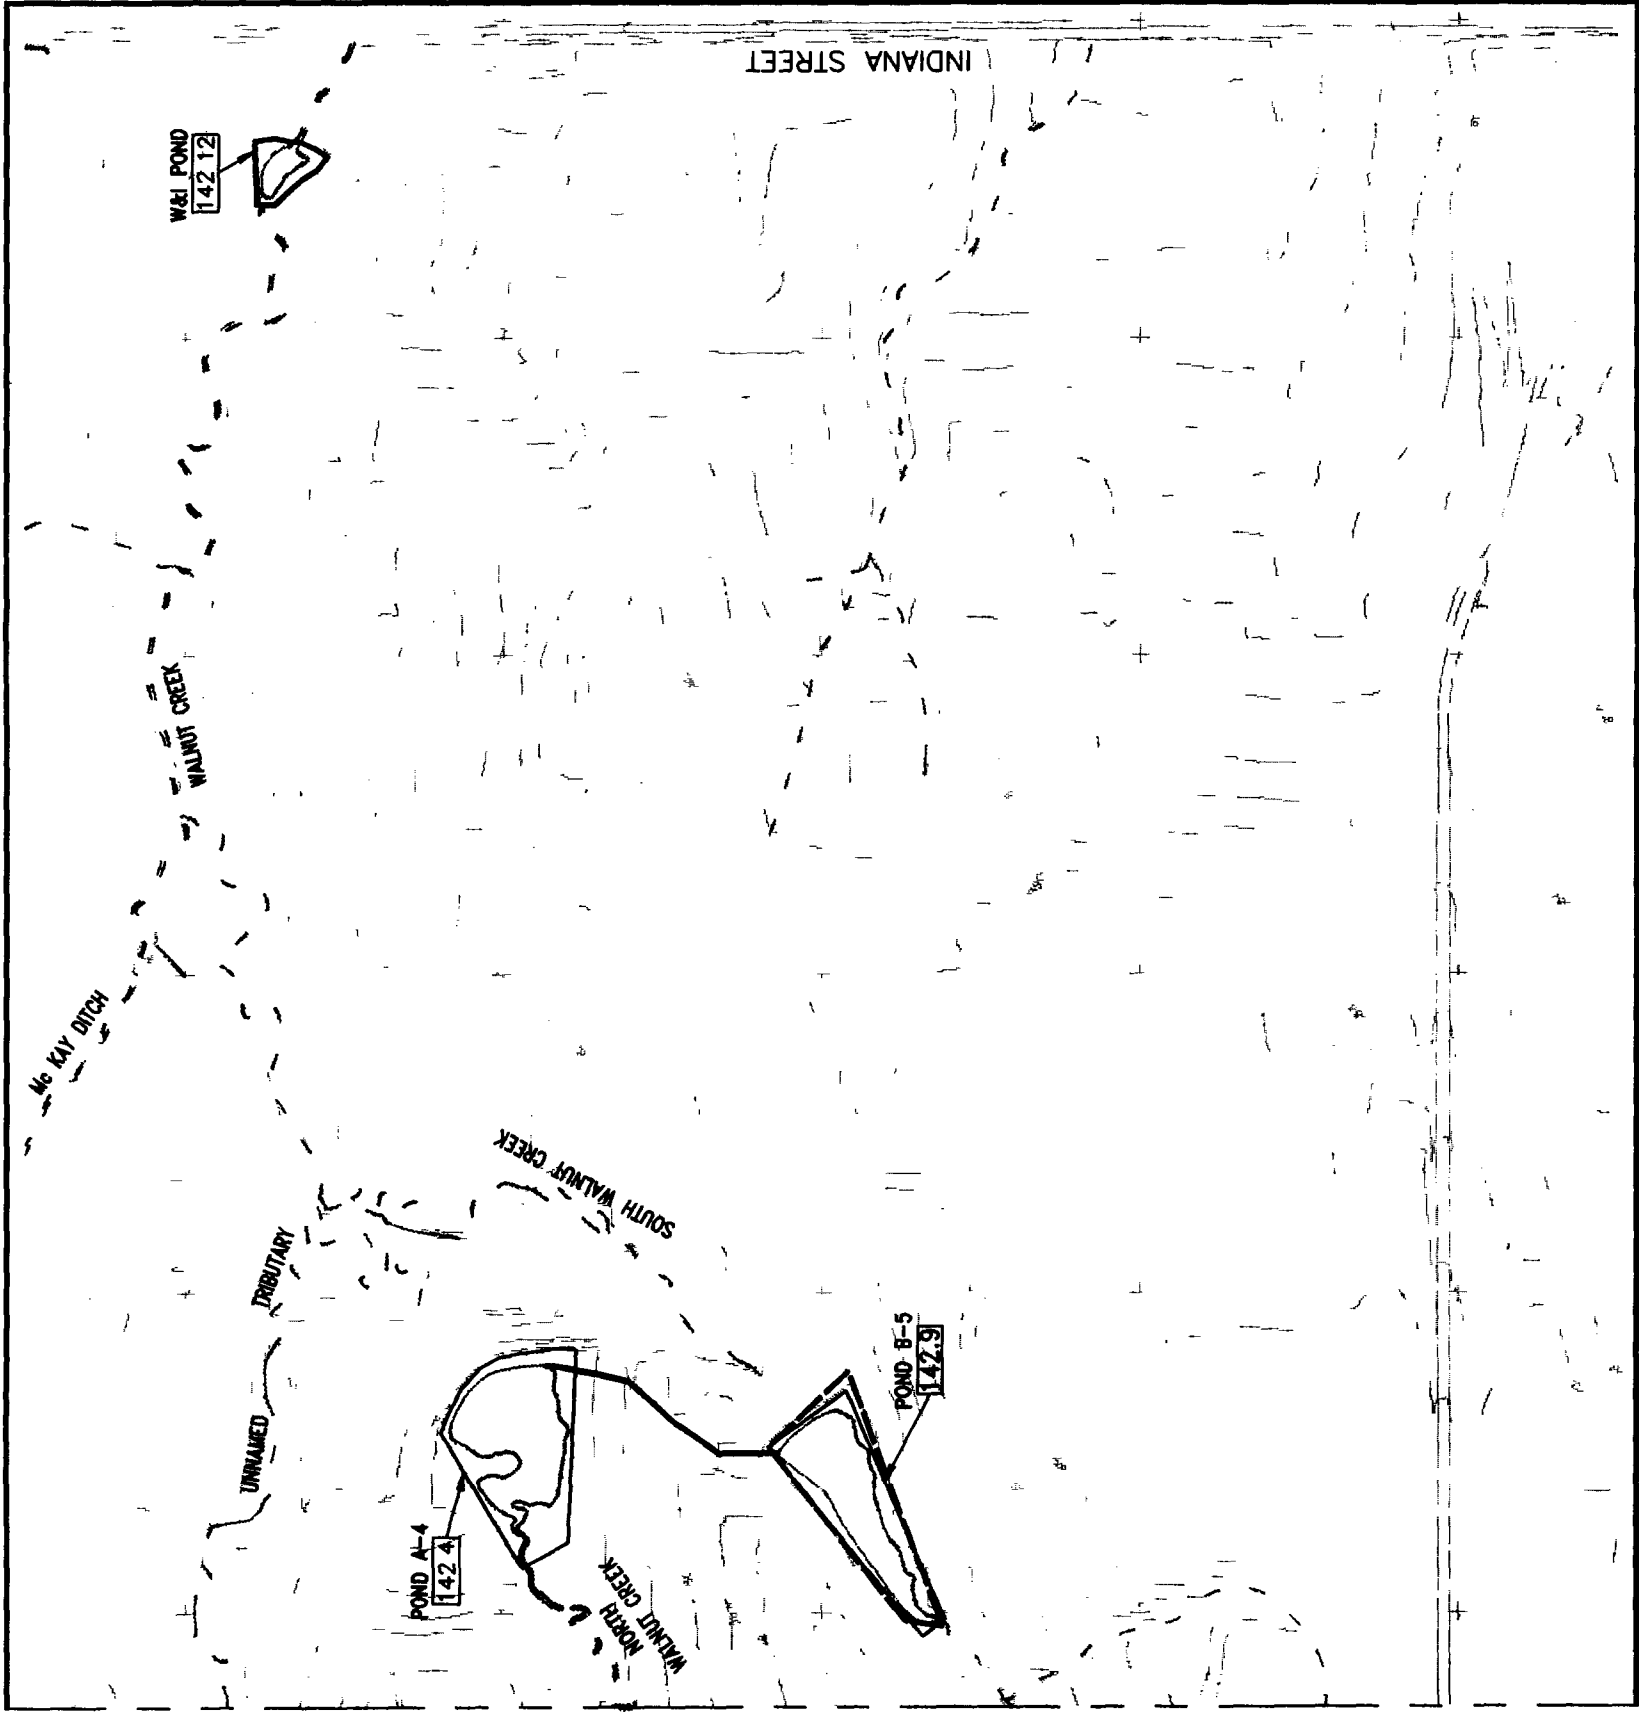 INDIANA STREET
W&I POND
142 12
WALNUT CREEK
Mc KAY DITCH
SOUTH WALNUT CREEK
UNNAMED TRIBUTARY
POND A-4
142 4
POND B-5
142.9
NORTH
WALNUT CREEK